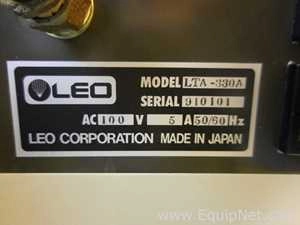 LEO
MODEL LTA-330A
SERIAL 910101
AC 100 V 5 A 50/60 Hz
LEO CORPORATION MADE IN JAPAN
www.EquipNet.com